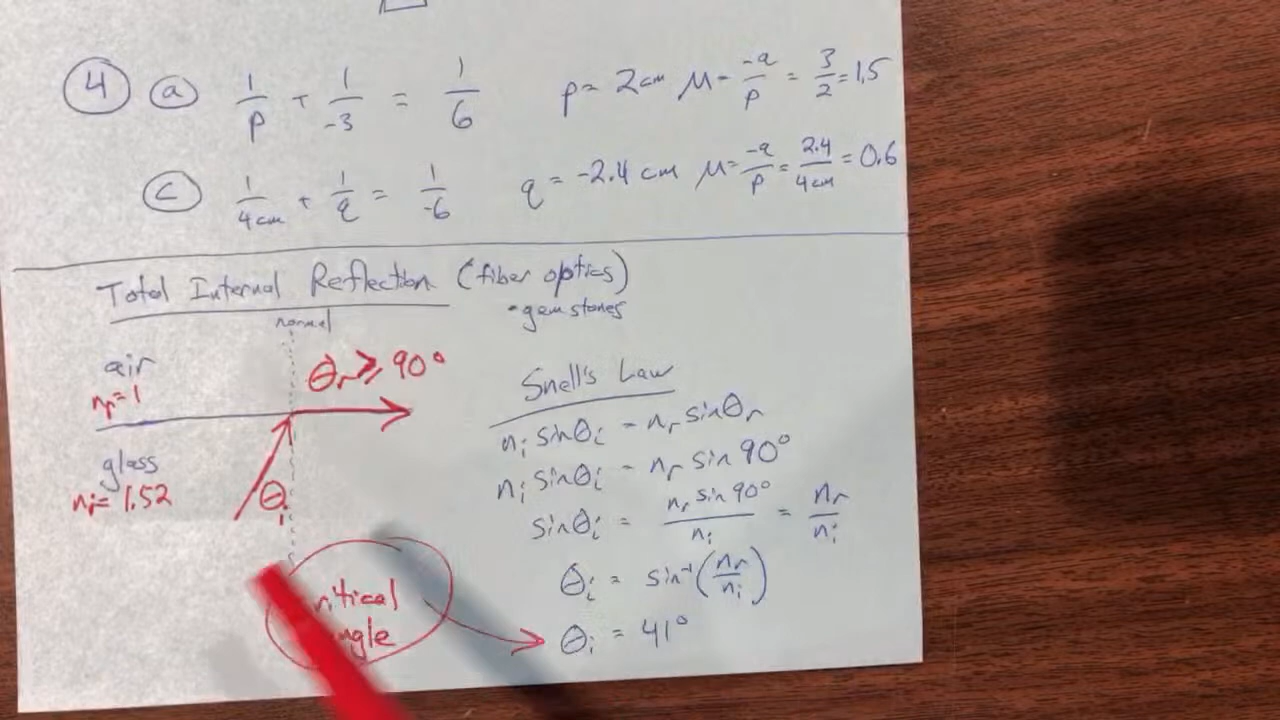 4 a 1/p + 1/-3 = 1/6 p = 2cm M = -q/p = 3/2 = 1.5
c 1/4cm + 1/q = 1/-6 q = -2.4 cm M = -q/p = 2.4/4cm = 0.6
Total Internal Reflection (fiber optics)
• gem stones
normal
air
nr = 1
θr ≥ 90°
glass
ni = 1.52
θi
Snell's Law
ni sinθi = nr sinθr
ni sinθi = nr sin 90°
sinθi = nr sin 90°/ni = nr/ni
θi = sin⁻¹(nr/ni)
θi = 41°